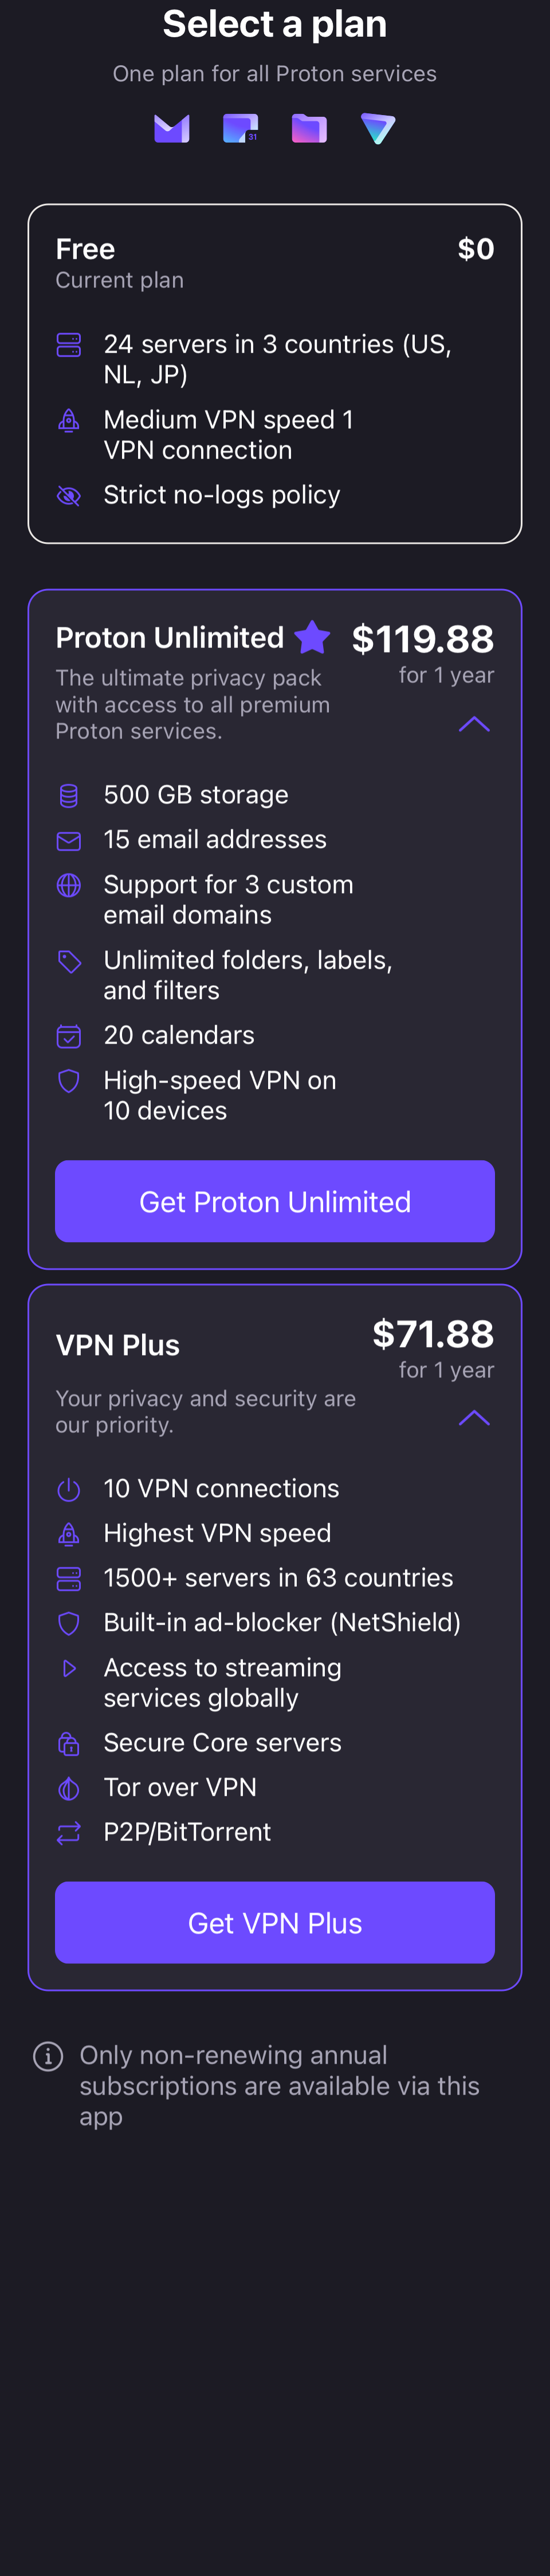 Select a plan
One plan for all Proton services
31
Free
$0
Current plan
24 servers in 3 countries (US,
NL, JP)
Medium VPN speed 1
VPN connection
Strict no-logs policy
Proton Unlimited
$119.88
for 1 year
The ultimate privacy pack
with access to all premium
Proton services.
500 GB storage
15 email addresses
Support for 3 custom
email domains
Unlimited folders, labels,
and filters
20 calendars
High-speed VPN on
10 devices
Get Proton Unlimited
VPN Plus
$71.88
for 1 year
Your privacy and security are
our priority.
10 VPN connections
Highest VPN speed
1500+ servers in 63 countries
Built-in ad-blocker (NetShield)
Access to streaming
services globally
Secure Core servers
Tor over VPN
P2P/BitTorrent
Get VPN Plus
Only non-renewing annual
subscriptions are available via this
app